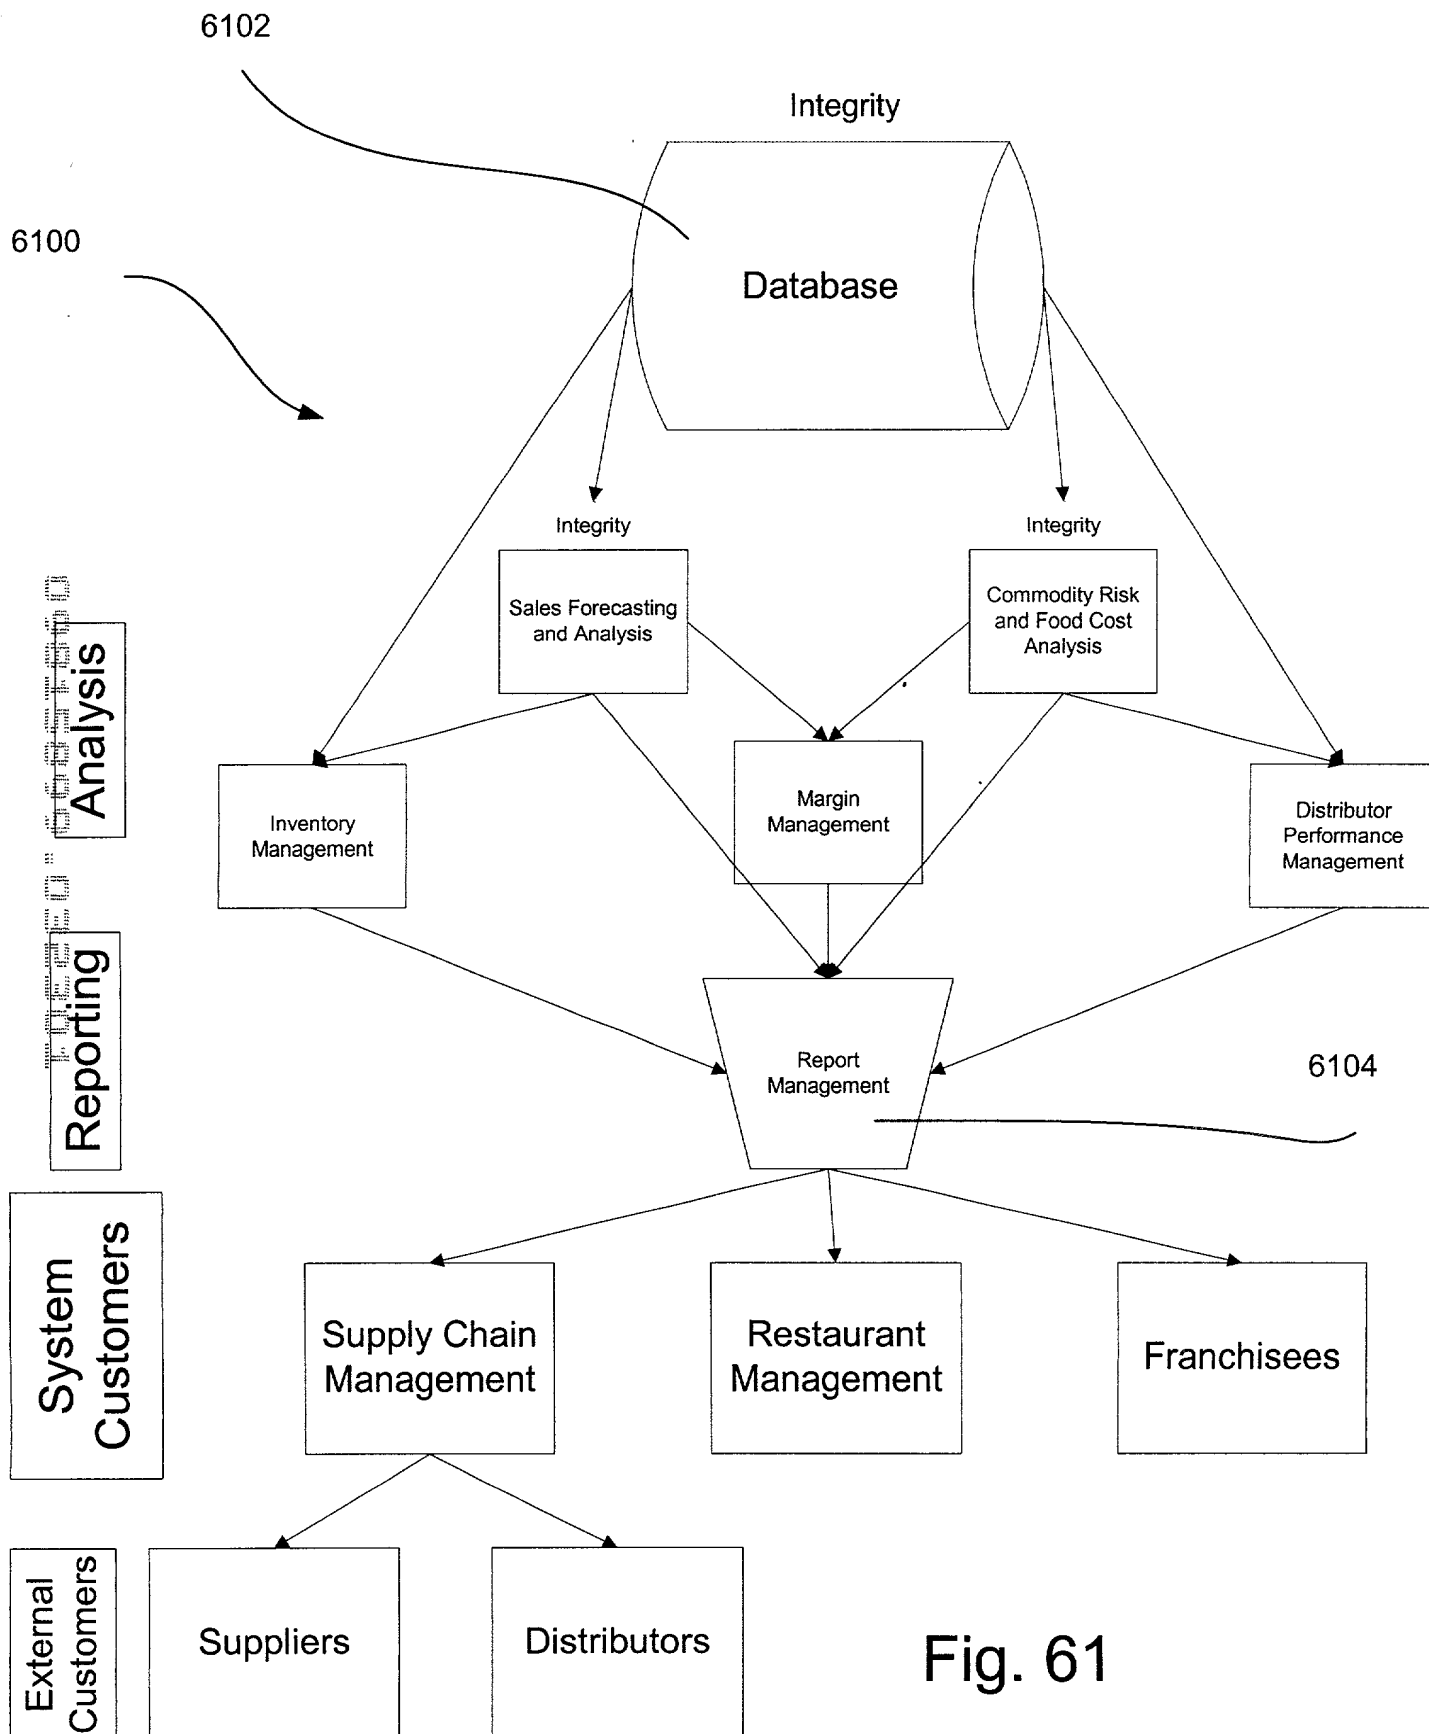 6102
Integrity
6100
Database
Integrity
Integrity
Sales Forecasting
and Analysis
Commodity Risk
and Food Cost
Analysis
Analysis
Inventory
Management
Margin
Management
Distributor
Performance
Management
Reporting
Report
Management
6104
System
Customers
Supply Chain
Management
Restaurant
Management
Franchisees
External
Customers
Suppliers
Distributors
Fig. 61